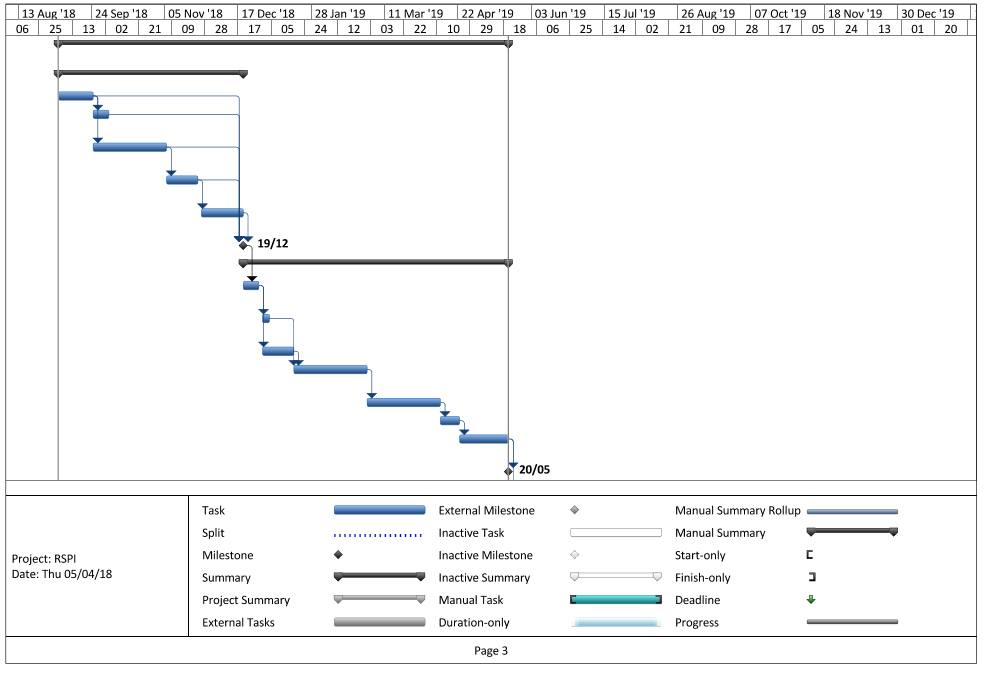 13 Aug '18 24 Sep '18 05 Nov '18 17 Dec '18 28 Jan '19 11 Mar '19 22 Apr '19 03 Jun '19 15 Jul '19 26 Aug '19 07 Oct '19 18 Nov '19 30 Dec '19
06 25 13 02 21 09 28 16 05 24 12 03 22 10 29 18 06 25 14 02 21 09 28 17 05 24 13 01 20
19/12
20/05
Task External Milestone Manual Summary Rollup
Split Inactive Task Manual Summary
Milestone Inactive Milestone Start-only
Summary Inactive Summary Finish-only
Project Summary Manual Task Deadline
External Tasks Duration-only Progress
Project: RSPI
Date: Thu 05/04/18
Page 3